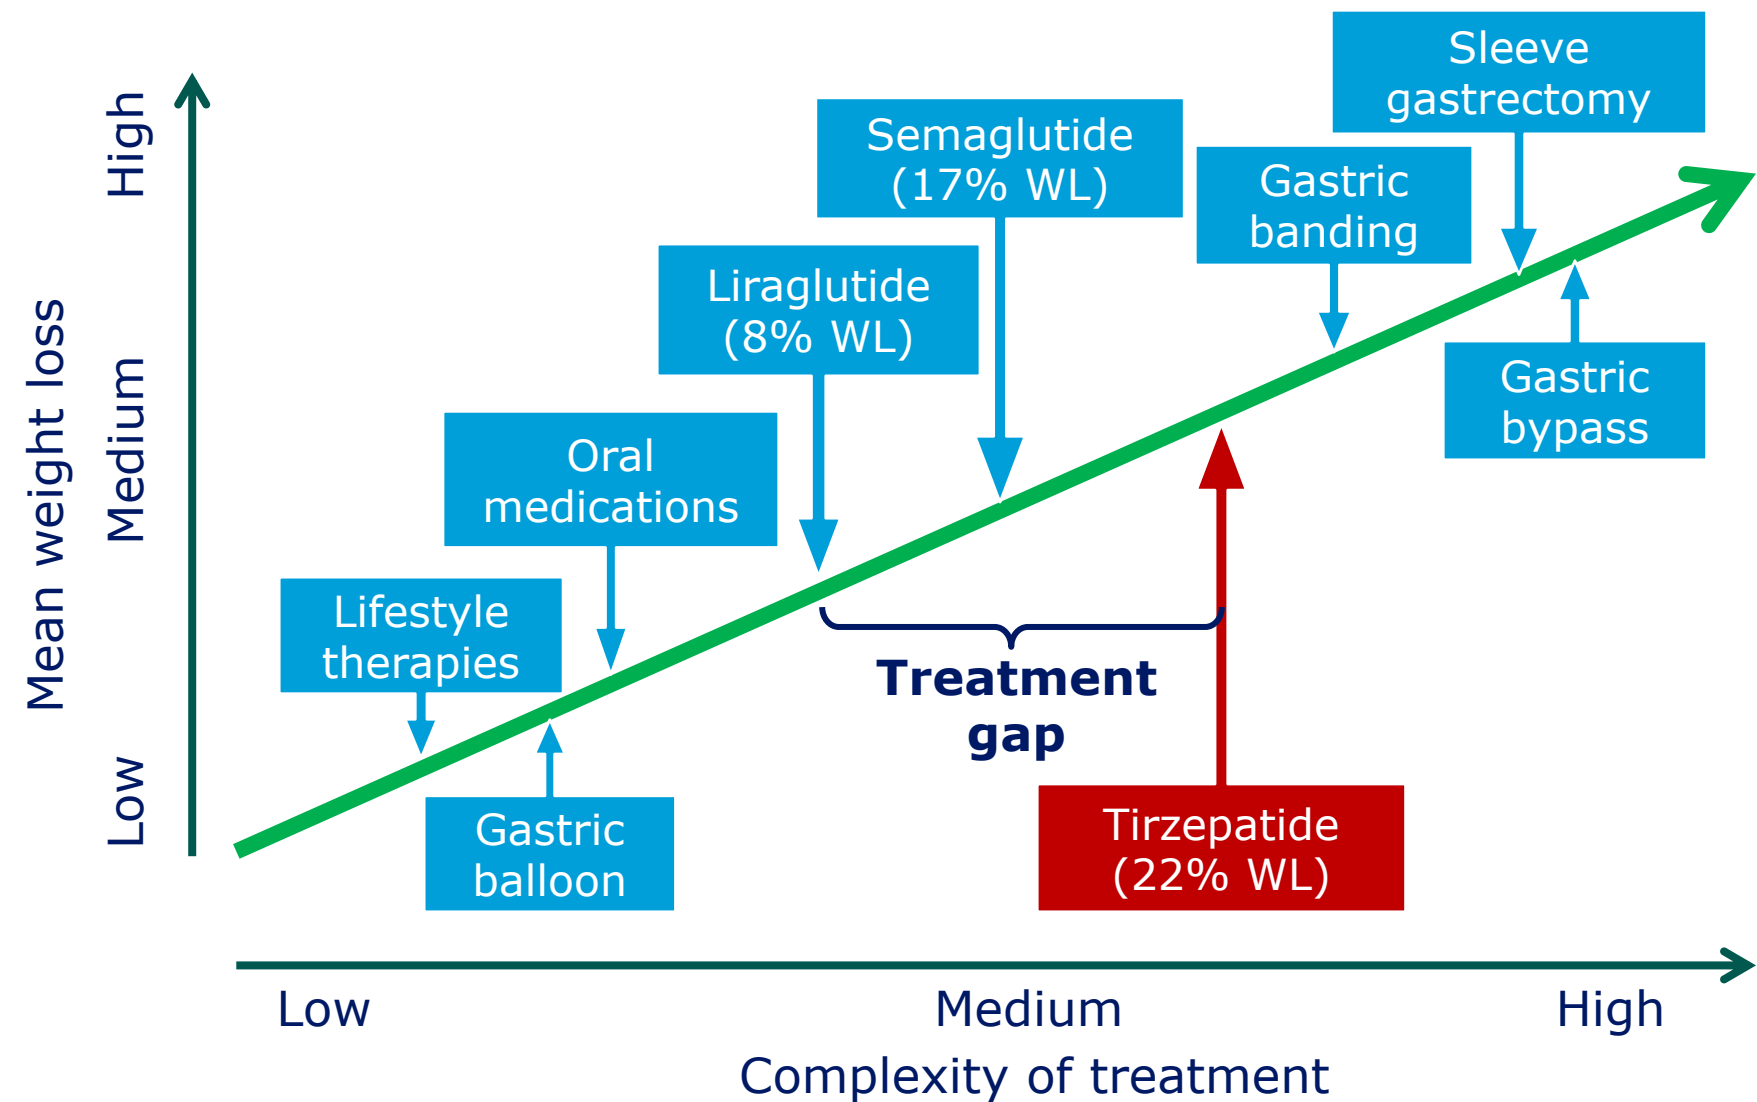 Sleeve
gastrectomy
Semaglutide
(17% WL)
Gastric
banding
Liraglutide
(8% WL)
Gastric
bypass
Oral
medications
Lifestyle
therapies
Treatment
gap
Gastric
balloon
Tirzepatide
(22% WL)
High
Medium
Low
Mean weight loss
Low
Medium
High
Complexity of treatment